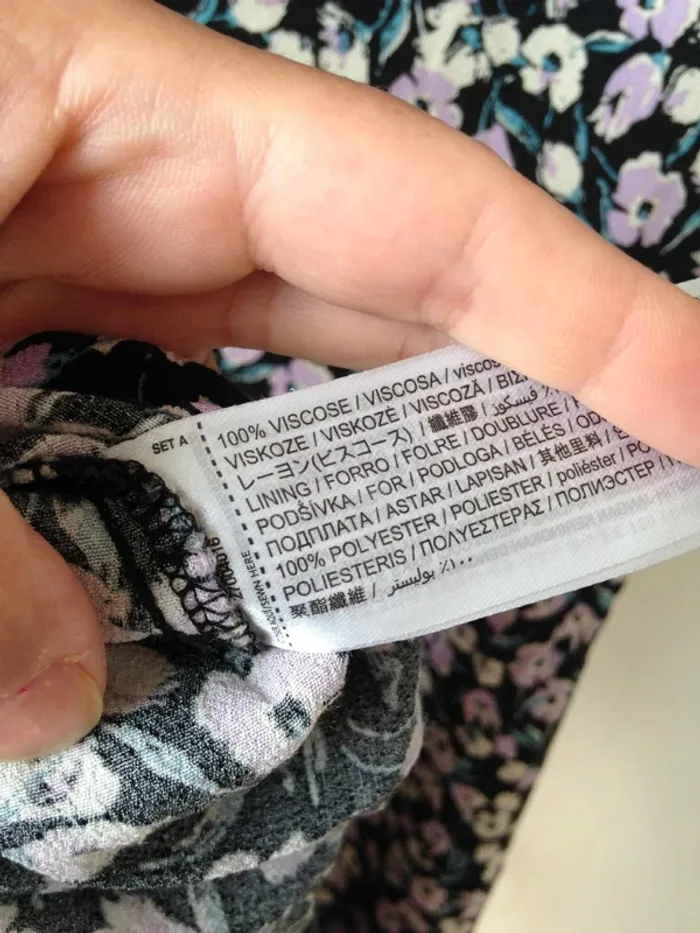 SET A
100% VISCOSE / VISCOSA / viscos
VISKOZE / VISKOZĖ / VISCOZĂ / BIZ
レーヨン(ビスコース) / 纖維膠 / فيسكوز ٪
LINING / FORRO / FOLRE / DOUBLURE /
PODŠÍVKA / FOR / PODLOGA / BÉLÉS / OD
ПОДПЛАТА / ASTAR / LAPISAN / 其他里料 /
100% POLYESTER / POLIESTER / poliéster / PO
POLIESTERIS / ΠΟΛΥΕΣΤΕΡΑΣ / ПОЛИЭСТЕР /
聚酯纖維 / بوليستر ٪١٠٠